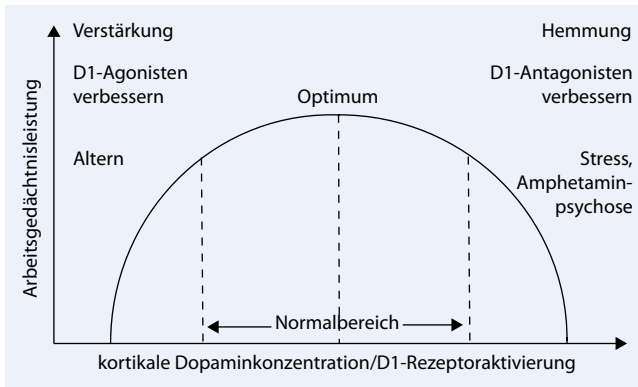 Verstärkung
D1-Agonisten
verbessern
Altern
Optimum
Hemmung
D1-Antagonisten
verbessern
Stress,
Amphetamin-
psychose
Arbeitsgedächtnisleistung
Normalbereich
kortikale Dopaminkonzentration/D1-Rezeptoraktivierung